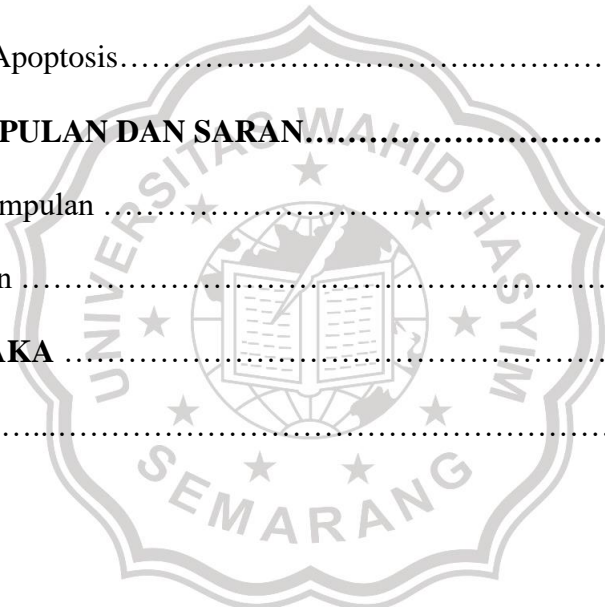 Apoptosis…………………………………..…………
PULAN DAN SARAN…………………………
mpulan ……………………………………………
n …………………………………………………
AKA ………………………………………………
…..…………………………………………………
UNIVERSITAS WAHID HASYIM
SEMARANG